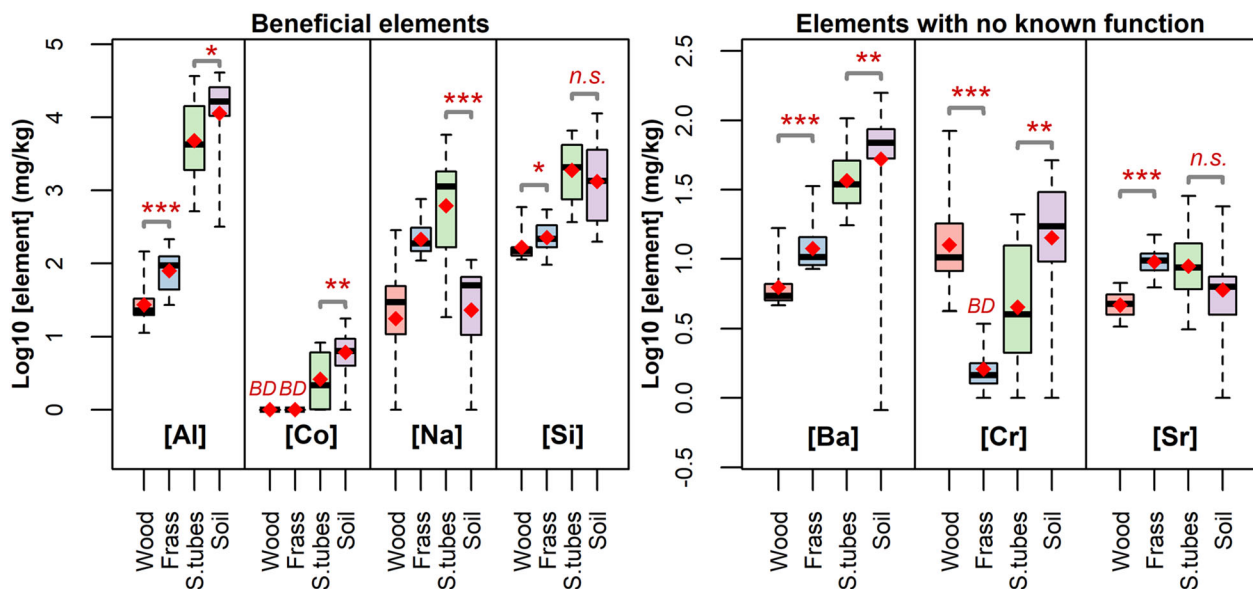 Beneficial elements
Log10 [element] (mg/kg)
5
4
3
2
1
0
*
***
**
BD BD
***
*
n.s.
[Al] [Co] [Na] [Si]
Wood
Frass
S.tubes
Soil
Wood
Frass
S.tubes
Soil
Wood
Frass
S.tubes
Soil
Wood
Frass
S.tubes
Soil
Elements with no known function
Log10 [element] (mg/kg)
2.5
2.0
1.5
1.0
0.5
0.0
-0.5
**
***
***
**
BD
***
n.s.
[Ba] [Cr] [Sr]
Wood
Frass
S.tubes
Soil
Wood
Frass
S.tubes
Soil
Wood
Frass
S.tubes
Soil